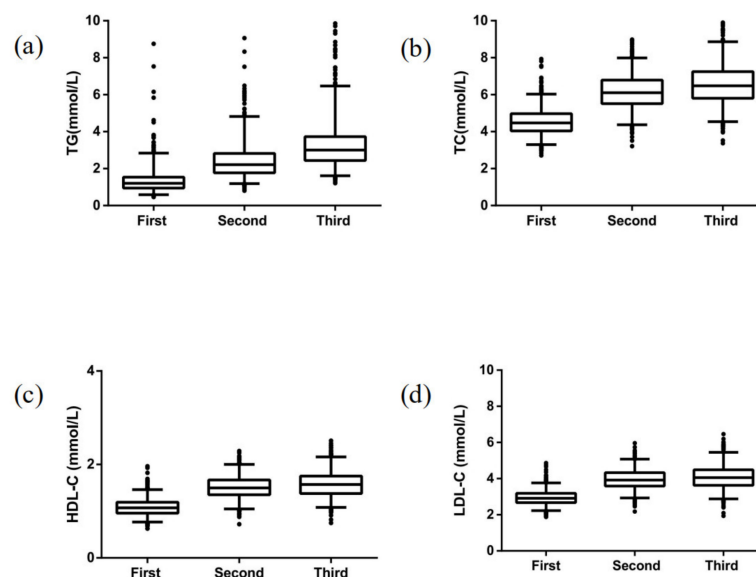 (a)
TG(mmol/L)
10
8
6
4
2
0
First Second Third
(b)
TC(mmol/L)
10
8
6
4
2
0
First Second Third
(c)
HDL-C (mmol/L)
4
2
0
First Second Third
(d)
LDL-C (mmol/L)
10
8
6
4
2
0
First Second Third